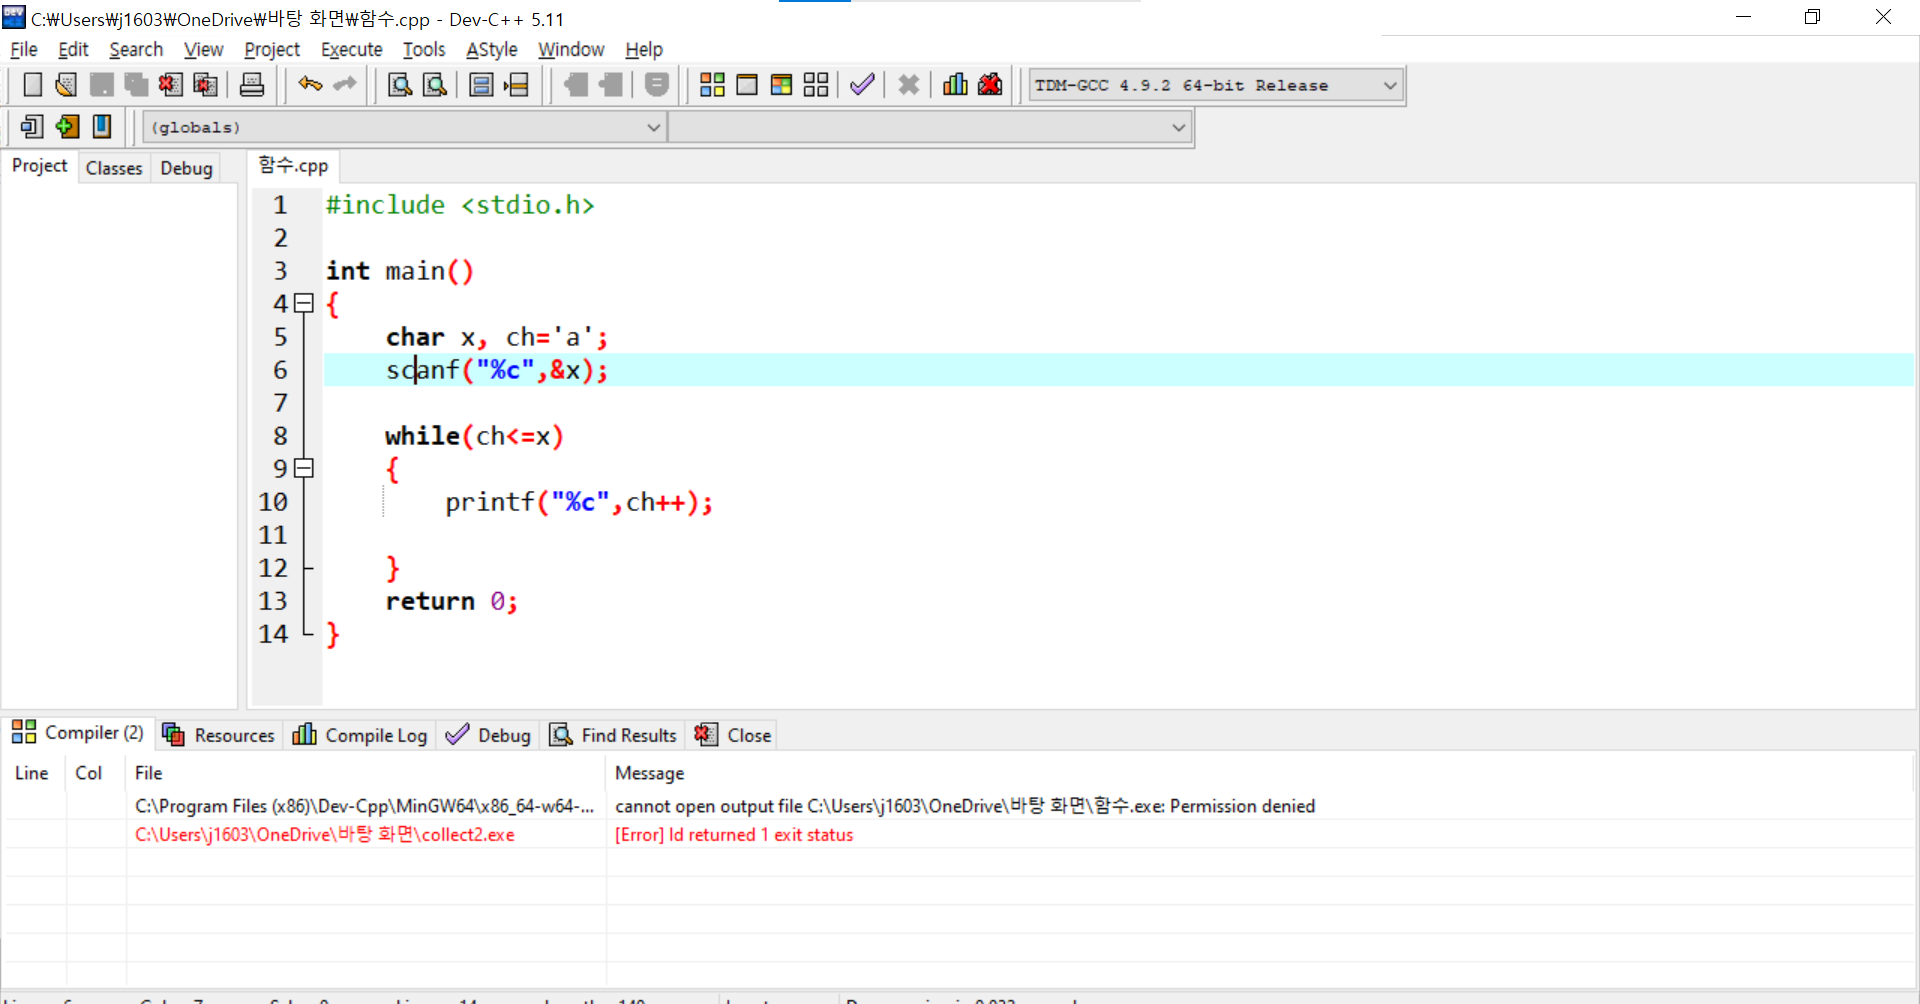 C:₩Users₩j1603₩OneDrive₩바탕 화면₩함수.cpp - Dev-C++ 5.11
File Edit Search View Project Execute Tools AStyle Window Help
TDM-GCC 4.9.2 64-bit Release
(globals)
Project Classes Debug 함수.cpp
1 #include <stdio.h>
2
3 int main()
4 {
5 char x, ch='a';
6 scanf("%c",&x);
7
8 while(ch<=x)
9 {
10 printf("%c",ch++);
11
12 }
13 return 0;
14 }
Compiler (2) Resources Compile Log Debug Find Results Close
Line Col File Message
C:\Program Files (x86)\Dev-Cpp\MinGW64\x86_64-w64-... cannot open output file C:\Users\j1603\OneDrive\바탕 화면\함수.exe: Permission denied
C:\Users\j1603\OneDrive\바탕 화면\collect2.exe [Error] ld returned 1 exit status